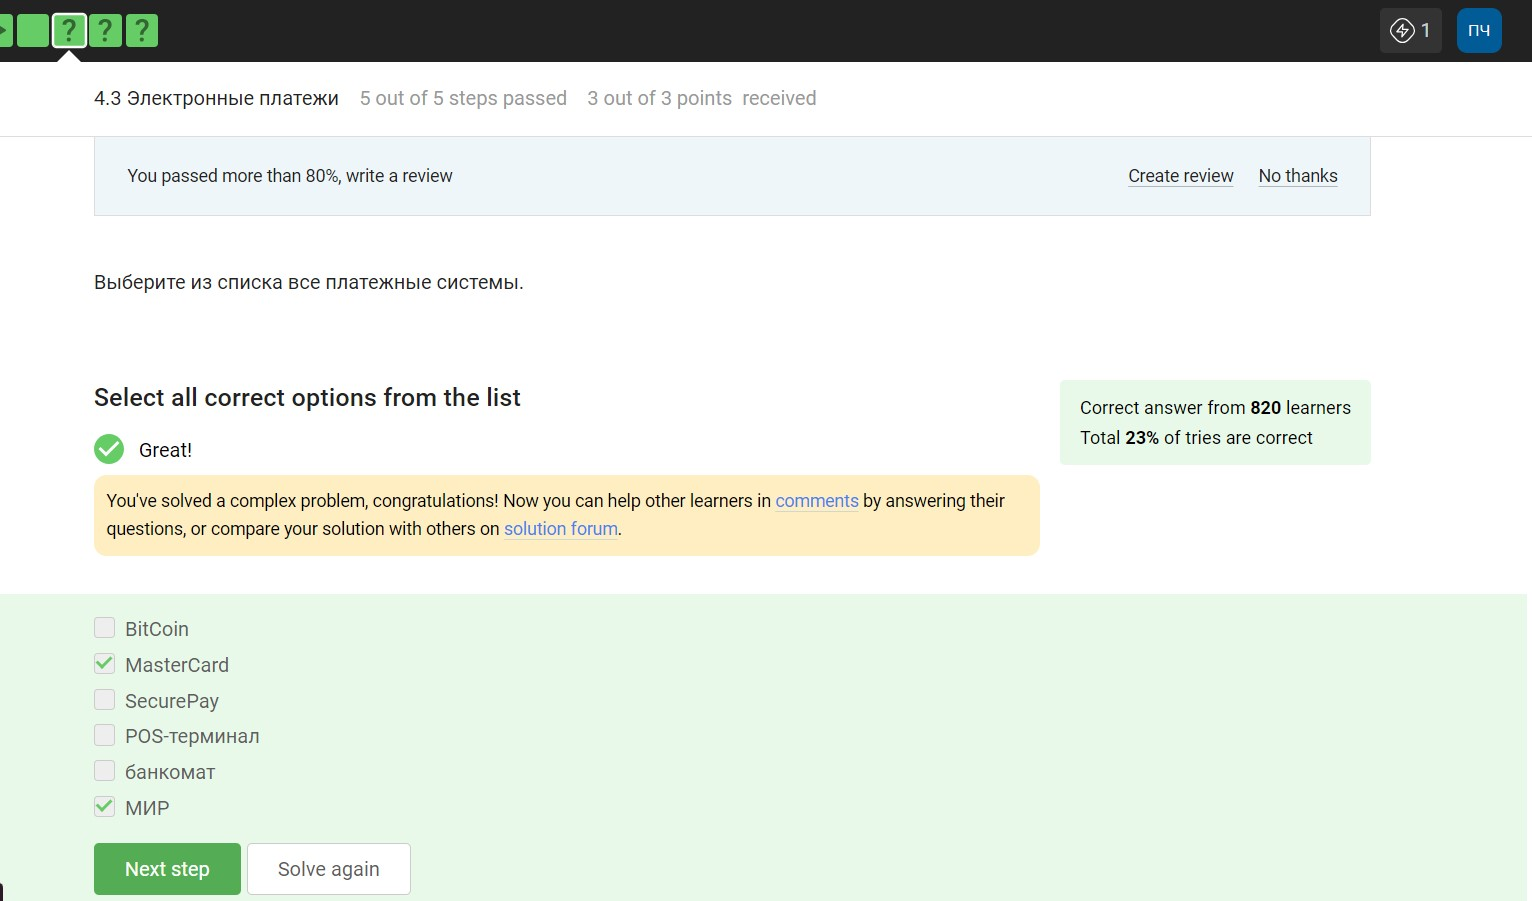 ? ? ?
1
ПЧ
4.3 Электронные платежи 5 out of 5 steps passed 3 out of 3 points received
You passed more than 80%, write a review Create review No thanks
Выберите из списка все платежные системы.
Select all correct options from the list
Correct answer from 820 learners
Total 23% of tries are correct
Great!
You've solved a complex problem, congratulations! Now you can help other learners in comments by answering their
questions, or compare your solution with others on solution forum.
BitCoin
MasterCard
SecurePay
POS-терминал
банкомат
МИР
Next step Solve again